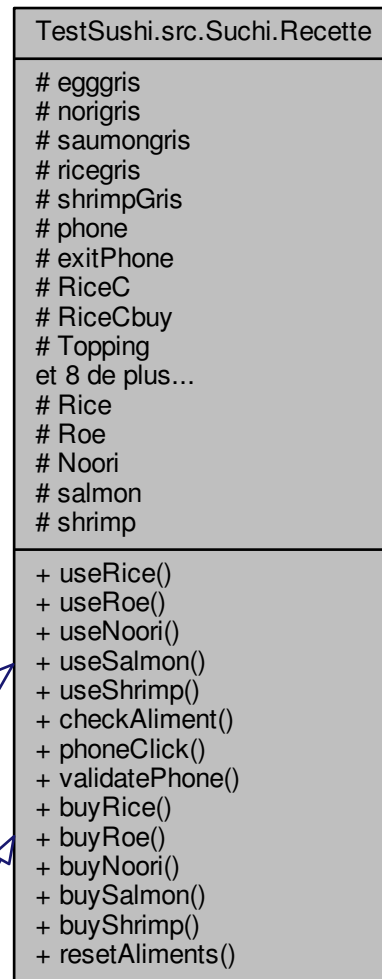 TestSushi.src.Suchi.Recette
# egggris
# norigris
# saumongris
# ricegris
# shrimpGris
# phone
# exitPhone
# RiceC
# RiceCbuy
# Topping
et 8 de plus...
# Rice
# Roe
# Noori
# salmon
# shrimp
+ useRice()
+ useRoe()
+ useNoori()
+ useSalmon()
+ useShrimp()
+ checkAliment()
+ phoneClick()
+ validatePhone()
+ buyRice()
+ buyRoe()
+ buyNoori()
+ buySalmon()
+ buyShrimp()
+ resetAliments()